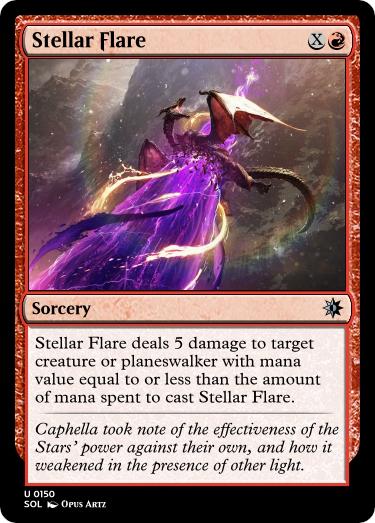 Stellar Flare X
Sorcery
Stellar Flare deals 5 damage to target
creature or planeswalker with mana
value equal to or less than the amount
of mana spent to cast Stellar Flare.
Caphella took note of the effectiveness of the
Stars' power against their own, and how it
weakened in the presence of other light.
U 0150
SOL Opus Artz